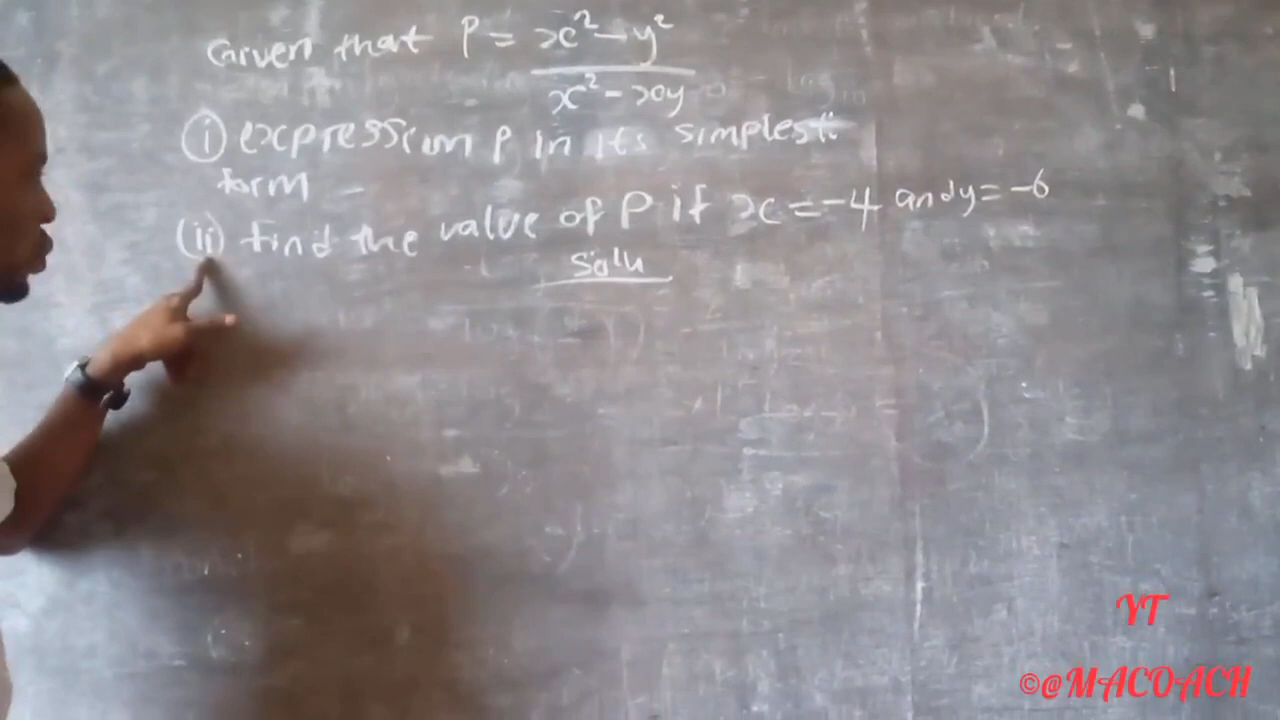 Given that P = x² - y²
x² - xy
(i) expression P in its simplest
form
(ii) find the value of P if x = -4 and y = -6
Solu
YT
©@MACOACH